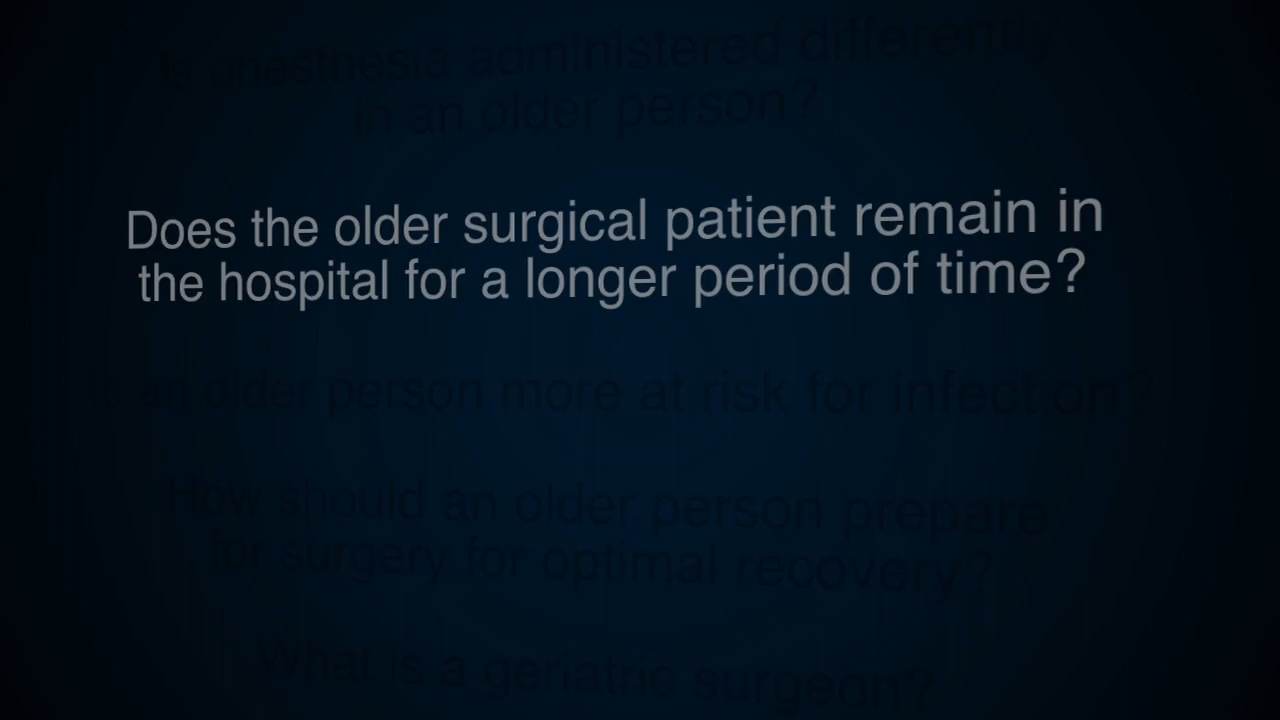 Is anesthesia administered differently
in an older person?
Does the older surgical patient remain in
the hospital for a longer period of time?
Is an older person more at risk for infection?
How should an older person prepare
for surgery for optimal recovery?
What is a geriatric surgeon?